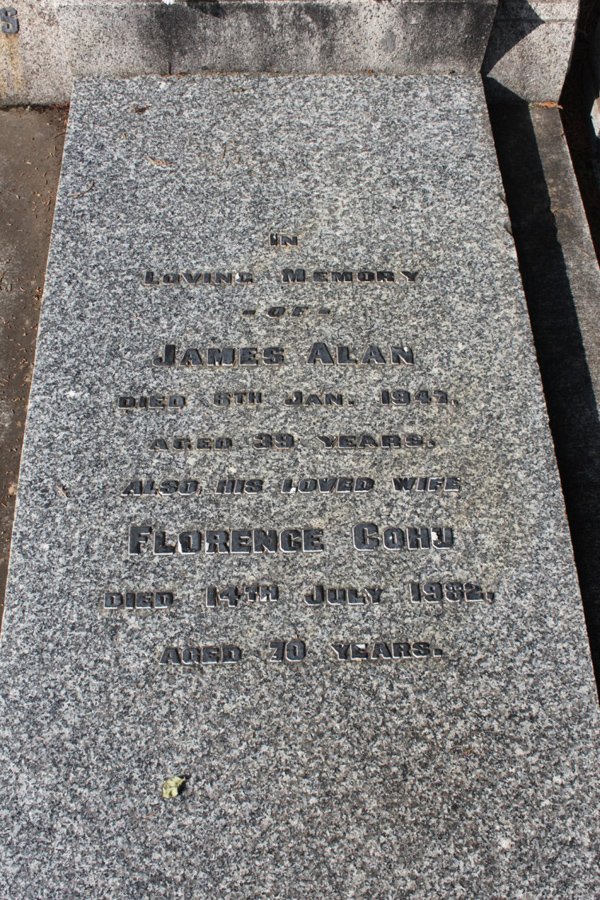 S
IN
LOVING MEMORY
- OF -
JAMES ALAN
DIED JAN. 1947.
AGED 39 YEARS.
ALSO, HIS LOVED WIFE
FLORENCE COHU
DIED 14TH JULY 1982.
AGED 70 YEARS.